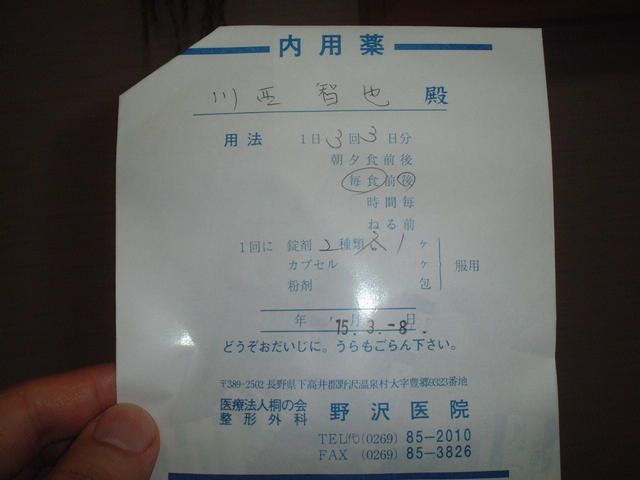 内用薬
川西 智也 殿
用法 1日3回3日分
朝夕食前後
毎食前後
時間毎
ねる前
1回に 錠剤 2種類各1ヶ
カプセル ヶ 服用
粉剤 包
年 月 日
15.3.-8.
どうぞおだいじに。うらもごらん下さい。
〒389-2502 長野県下高井郡野沢温泉村大字豊郷9323番地
医療法人桐の会
整形外科 野沢医院
TEL(代)(0269)85-2010
FAX (0269)85-3826